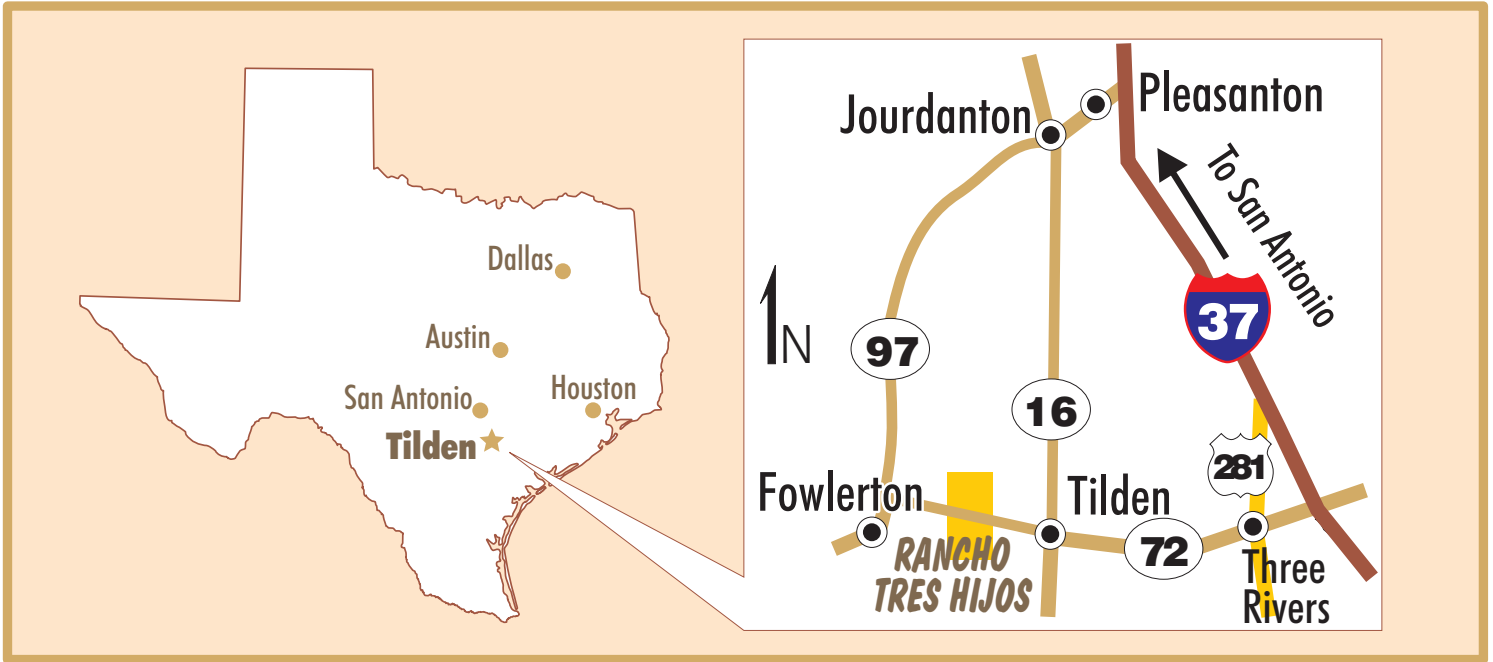 Dallas
Austin
San Antonio
Houston
Tilden
Jourdanton
Pleasanton
To San Antonio
N
37
97
16
281
Fowlerton
Tilden
72
RANCHO
TRES HIJOS
Three
Rivers